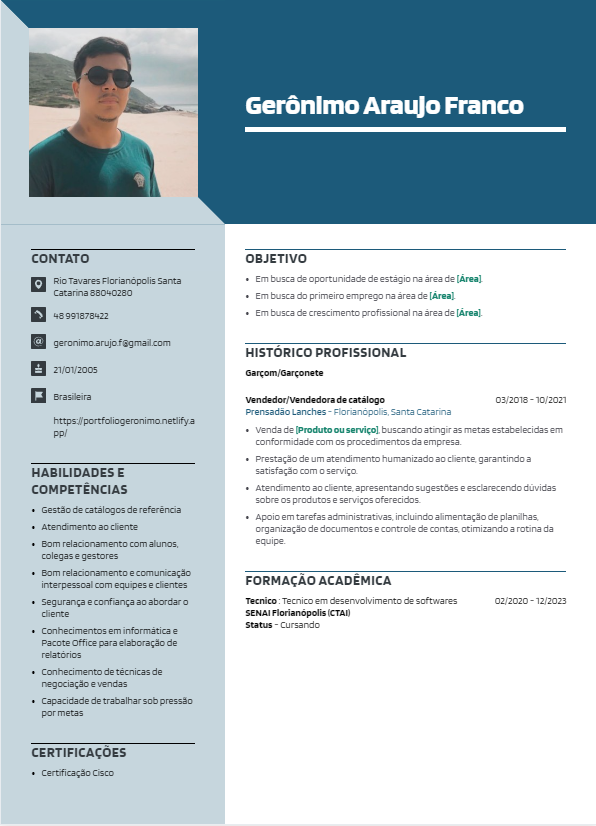 Gerônimo Araujo Franco
CONTATO
Rio Tavares Florianópolis Santa
Catarina 88040280
48 991878422
geronimo.arujo.f@gmail.com
21/01/2005
Brasileira
https://portfoliogeronimo.netlify.a
pp/
HABILIDADES E
COMPETÊNCIAS
• Gestão de catálogos de referência
• Atendimento ao cliente
• Bom relacionamento com alunos,
colegas e gestores
• Bom relacionamento e comunicação
interpessoal com equipes e clientes
• Segurança e confiança ao abordar o
cliente
• Conhecimentos em informática e
Pacote Office para elaboração de
relatórios
• Conhecimento de técnicas de
negociação e vendas
• Capacidade de trabalhar sob pressão
por metas
CERTIFICAÇÕES
• Certificação Cisco
OBJETIVO
• Em busca de oportunidade de estágio na área de [Área].
• Em busca do primeiro emprego na área de [Área].
• Em busca de crescimento profissional na área de [Área].
HISTÓRICO PROFISSIONAL
Garçom/Garçonete
Vendedor/Vendedora de catálogo 03/2018 - 10/2021
Prensadão Lanches – Florianópolis, Santa Catarina
• Venda de [Produto ou serviço], buscando atingir as metas estabelecidas em
conformidade com os procedimentos da empresa.
• Prestação de um atendimento humanizado ao cliente, garantindo a
satisfação com o serviço.
• Atendimento ao cliente, apresentando sugestões e esclarecendo dúvidas
sobre os produtos e serviços oferecidos.
• Apoio em tarefas administrativas, incluindo alimentação de planilhas,
organização de documentos e controle de contas, otimizando a rotina da
equipe.
FORMAÇÃO ACADÊMICA
Tecnico : Tecnico em desenvolvimento de softwares 02/2020 - 12/2023
SENAI Florianópolis (CTAI)
Status – Cursando